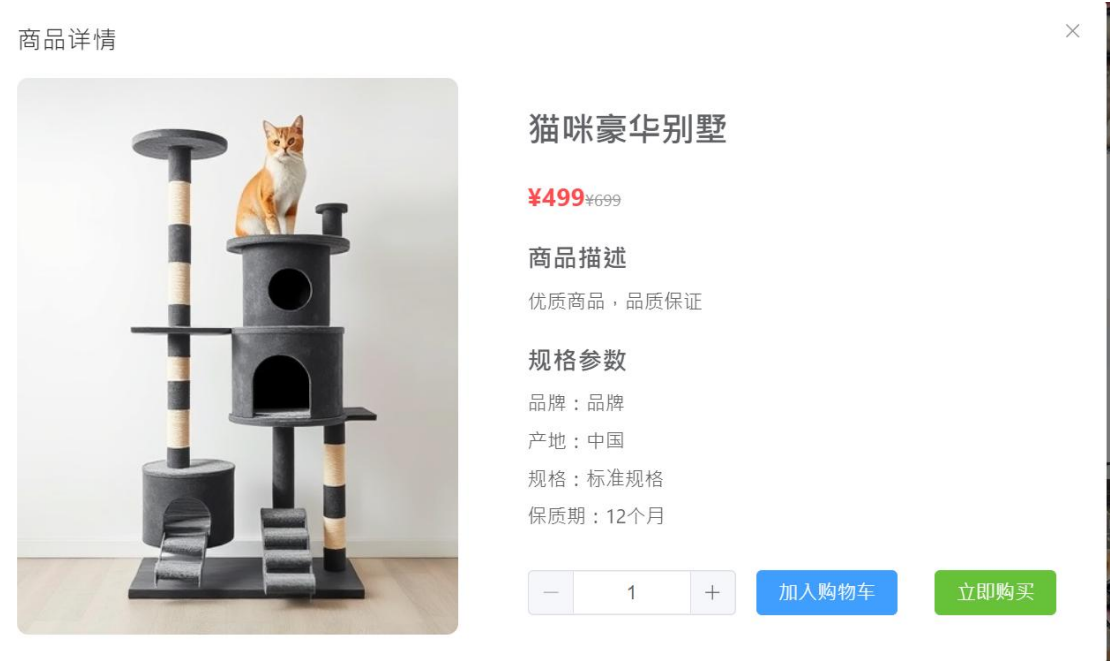 商品详情
猫咪豪华别墅
¥499¥699
商品描述
优质商品，品质保证
规格参数
品牌：品牌
产地：中国
规格：标准规格
保质期：12个月
— 1 +
加入购物车
立即购买